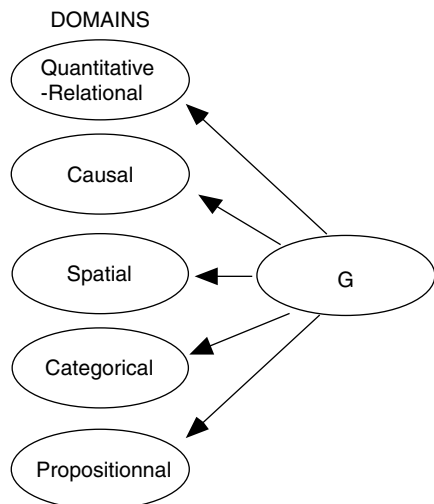 DOMAINS
Quantitative
-Relational
Causal
Spatial
G
Categorical
Propositionnal